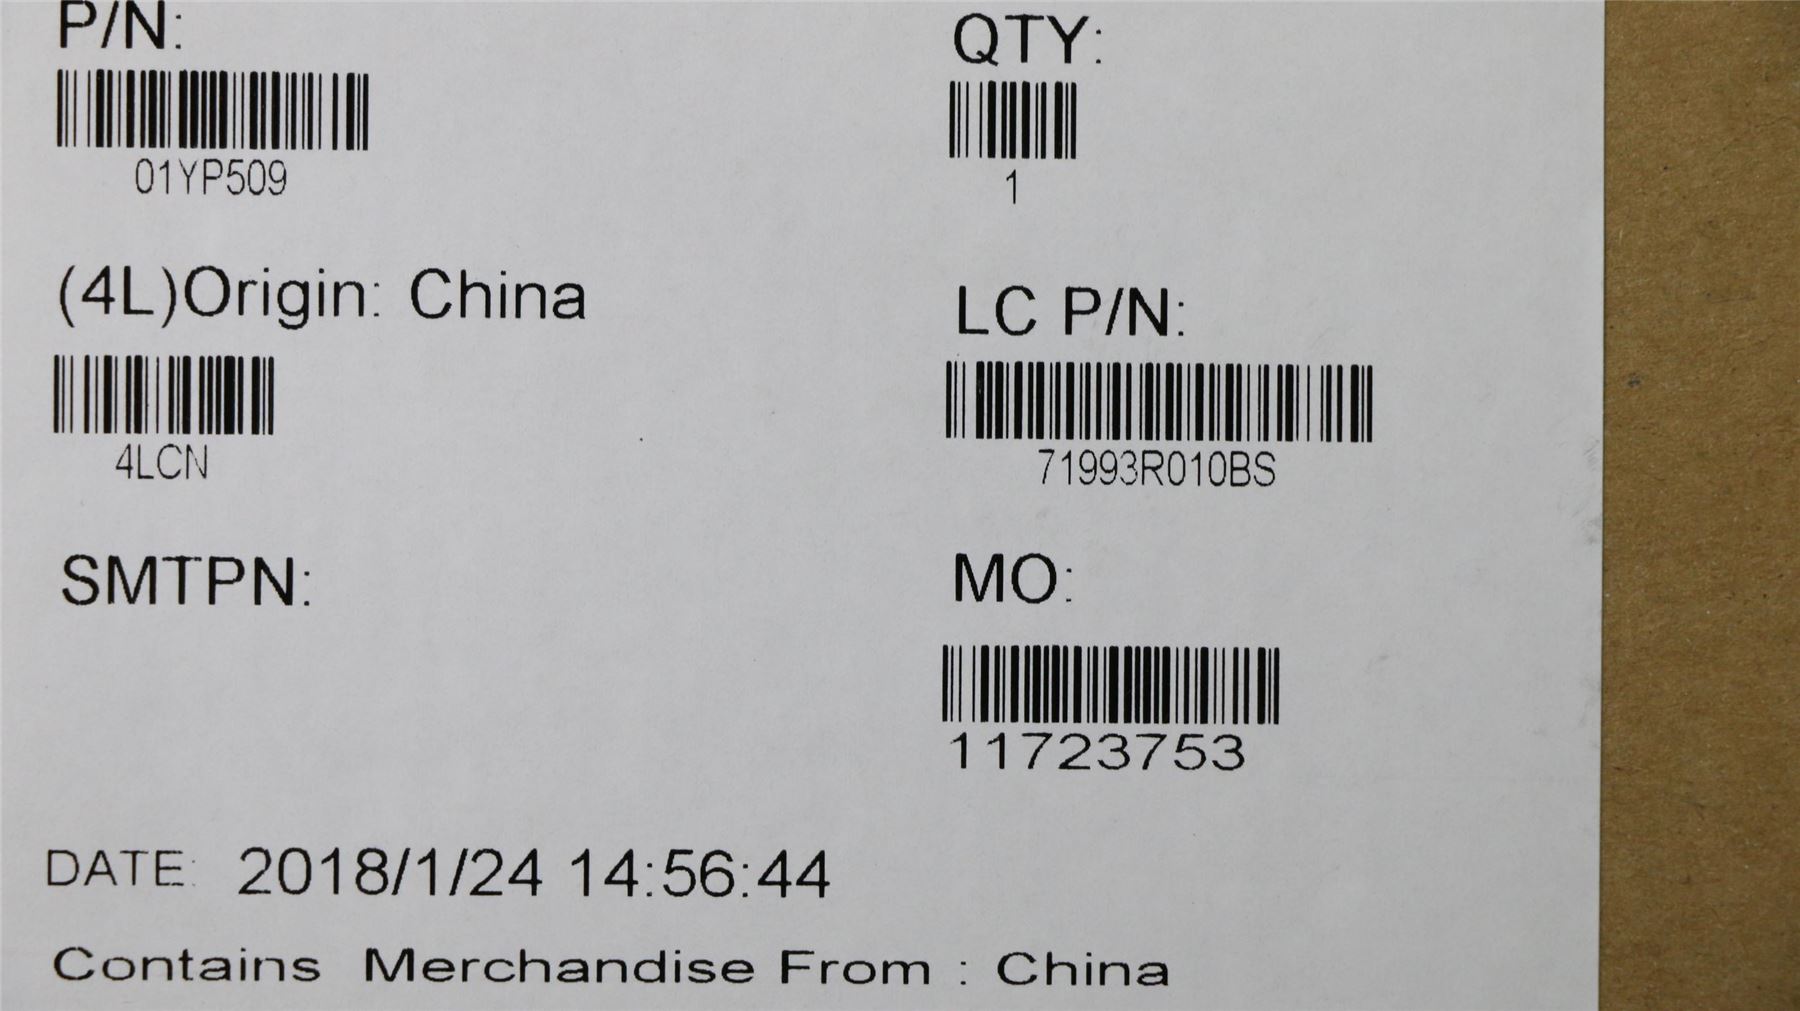 P/N:
QTY:
01YP509
1
(4L)Origin: China
LC P/N:
4LCN
71993R010BS
SMTPN:
MO:
11723753
DATE: 2018/1/24 14:56:44
Contains Merchandise From : China